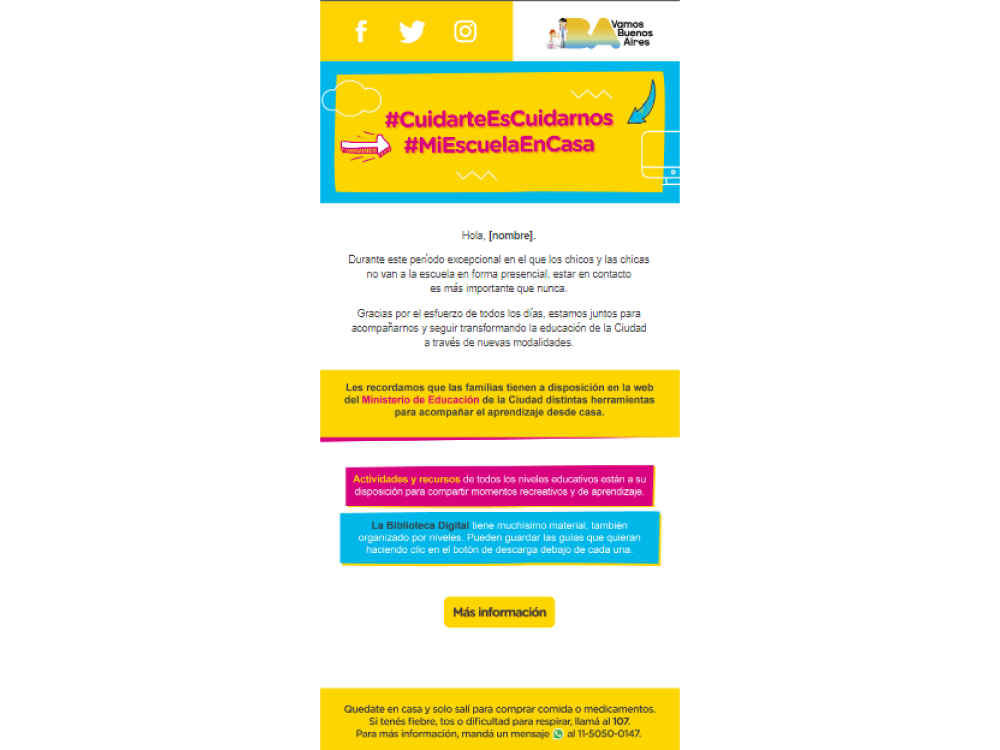 BA
Vamos
Buenos
Aires
#CuidarteEsCuidarnos
#MiEscuelaEnCasa
Hola, [nombre].
Durante este período excepcional en el que los chicos y las chicas
no van a la escuela en forma presencial, estar en contacto
es más importante que nunca.
Gracias por el esfuerzo de todos los días, estamos juntos para
acompañarnos y seguir transformando la educación de la Ciudad
a través de nuevas modalidades.
Les recordamos que las familias tienen a disposición en la web
del Ministerio de Educación de la Ciudad distintas herramientas
para acompañar el aprendizaje desde casa.
Actividades y recursos de todos los niveles educativos están a su
disposición para compartir momentos recreativos y de aprendizaje.
La Biblioteca Digital tiene muchísimo material, también
organizado por niveles. Pueden guardar las guías que quieran
haciendo clic en el botón de descarga debajo de cada una.
Más información
Quedate en casa y solo salí para comprar comida o medicamentos.
Si tenés fiebre, tos o dificultad para respirar, llamá al 107.
Para más información, mandá un mensaje al 11-5050-0147.